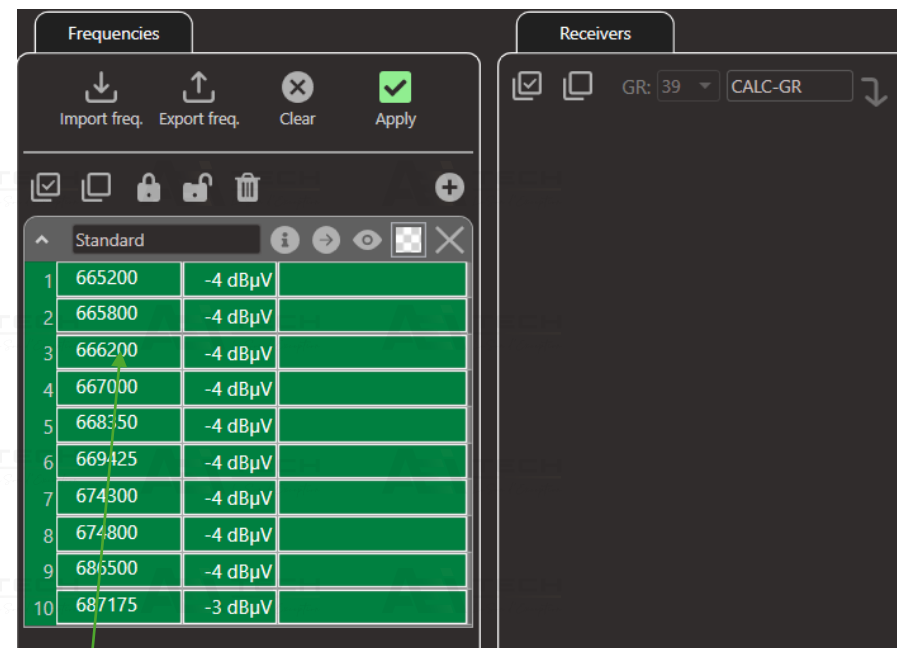 Frequencies
Receivers
Import freq. Export freq. Clear Apply
GR: 39 CALC-GR
Standard
1 665200 -4 dBµV
2 665800 -4 dBµV
3 666200 -4 dBµV
4 667000 -4 dBµV
5 668350 -4 dBµV
6 669425 -4 dBµV
7 674300 -4 dBµV
8 674800 -4 dBµV
9 686500 -4 dBµV
10 687175 -3 dBµV